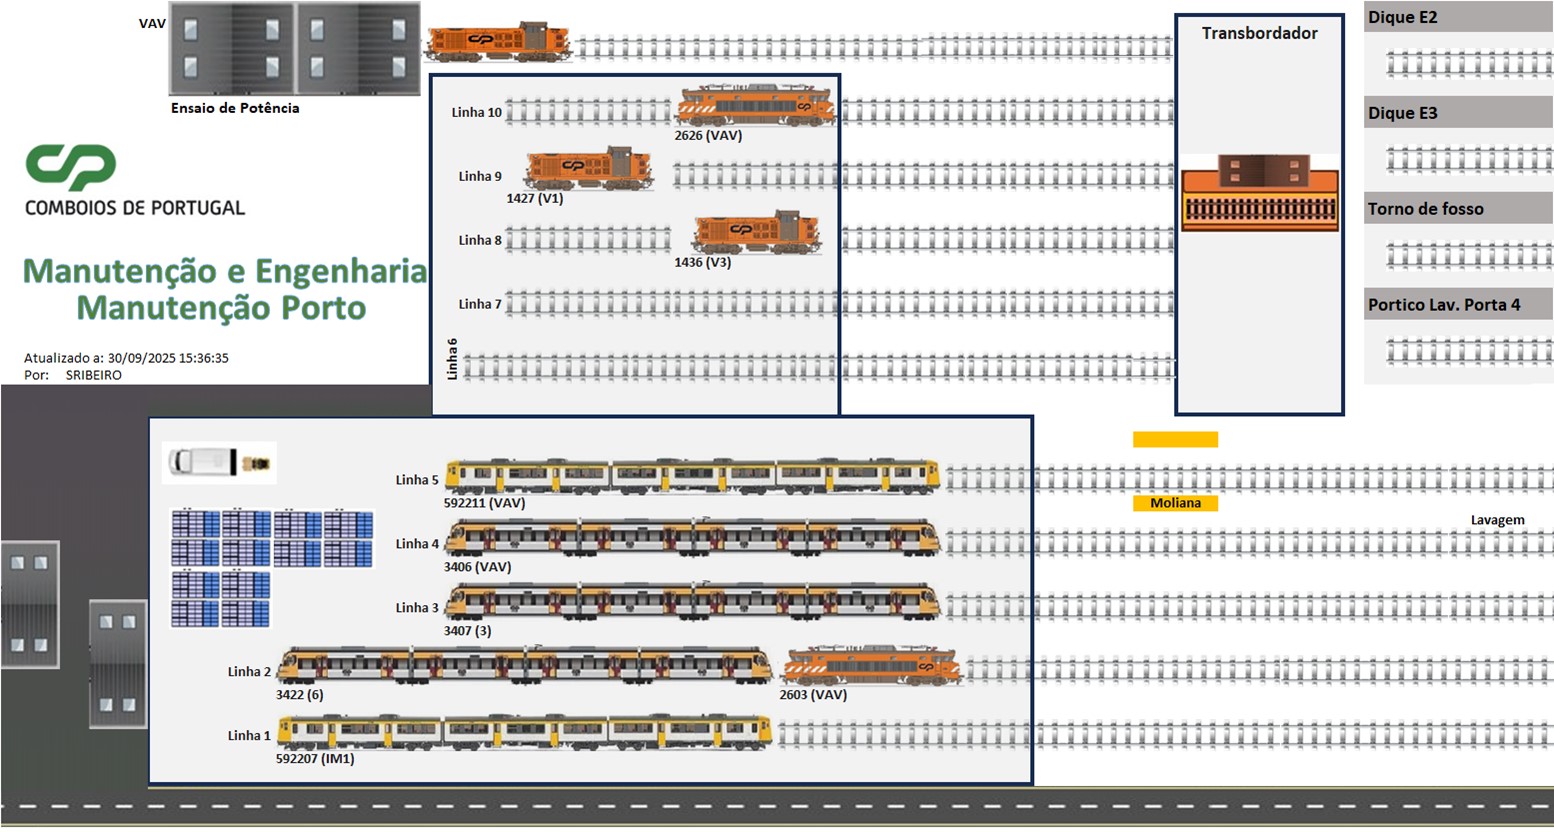 VAV
Ensaio de Potência
CP
COMBOIOS DE PORTUGAL
Manutenção e Engenharia
Manutenção Porto
Atualizado a: 30/09/2025 15:36:35
Por: SRIBEIRO
Linha 10
2626 (VAV)
Linha 9
1427 (V1)
Linha 8
1436 (V3)
Linha 7
Linha6
Transbordador
Dique E2
Dique E3
Torno de fosso
Portico Lav. Porta 4
Linha 5
592211 (VAV)
Moliana
Lavagem
Linha 4
3406 (VAV)
Linha 3
3407 (3)
Linha 2
3422 (6)
2603 (VAV)
Linha 1
592207 (IM1)